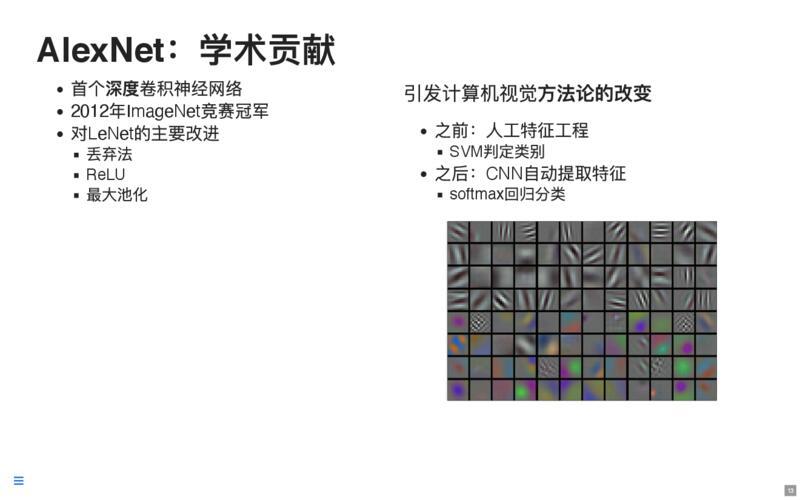 AlexNet：学术贡献
首个深度卷积神经网络
2012年ImageNet竞赛冠军
对LeNet的主要改进
丢弃法
ReLU
最大池化
引发计算机视觉方法论的改变
之前：人工特征工程
SVM判定类别
之后：CNN自动提取特征
softmax回归分类
13